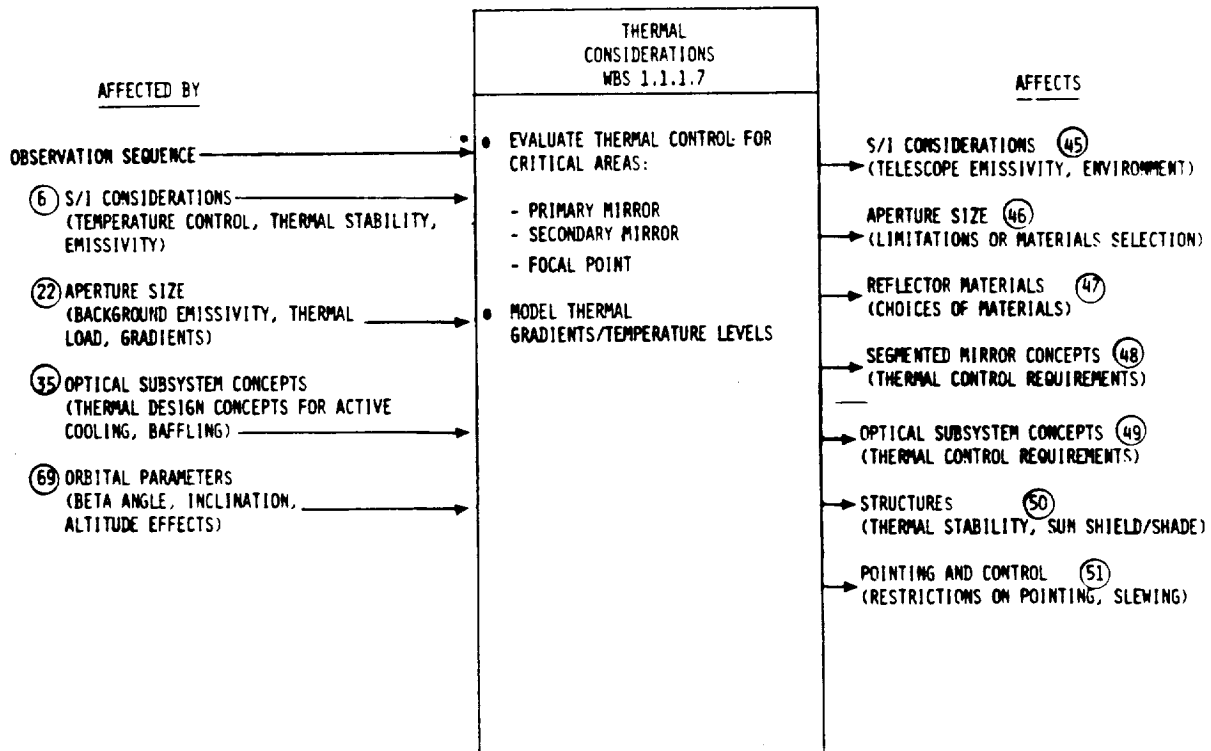 THERMAL
CONSIDERATIONS
WBS 1.1.1.7
AFFECTED BY
OBSERVATION SEQUENCE
6 S/I CONSIDERATIONS
(TEMPERATURE CONTROL, THERMAL STABILITY,
EMISSIVITY)
22 APERTURE SIZE
(BACKGROUND EMISSIVITY, THERMAL
LOAD, GRADIENTS)
35 OPTICAL SUBSYSTEM CONCEPTS
(THERMAL DESIGN CONCEPTS FOR ACTIVE
COOLING, BAFFLING)
69 ORBITAL PARAMETERS
(BETA ANGLE, INCLINATION,
ALTITUDE EFFECTS)
• EVALUATE THERMAL CONTROL FOR
CRITICAL AREAS:
- PRIMARY MIRROR
- SECONDARY MIRROR
- FOCAL POINT
• MODEL THERMAL
GRADIENTS/TEMPERATURE LEVELS
AFFECTS
S/I CONSIDERATIONS 45
(TELESCOPE EMISSIVITY, ENVIRONMENT)
APERTURE SIZE 46
(LIMITATIONS OR MATERIALS SELECTION)
REFLECTOR MATERIALS 47
(CHOICES OF MATERIALS)
SEGMENTED MIRROR CONCEPTS 48
(THERMAL CONTROL REQUIREMENTS)
OPTICAL SUBSYSTEM CONCEPTS 49
(THERMAL CONTROL REQUIREMENTS)
STRUCTURES 50
(THERMAL STABILITY, SUN SHIELD/SHADE)
POINTING AND CONTROL 51
(RESTRICTIONS ON POINTING, SLEWING)